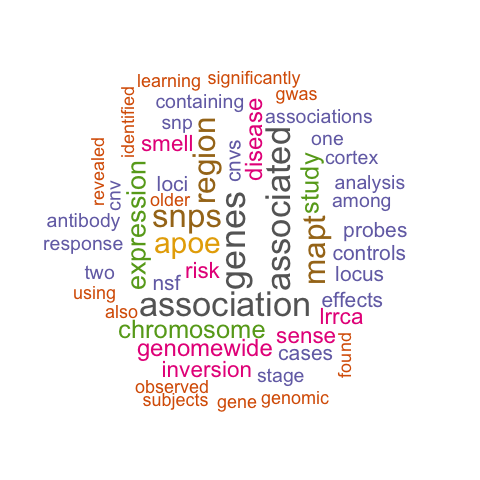 learning
significantly
gwas
containing
associations
identified
snp
smell
region
cnvs
disease
associated
one
cortex
revealed
cnv
expression
loci
older
study
analysis
among
antibody
snps
genes
mapt
probes
response
apoe
controls
two
nsf
risk
locus
using
also
association
effects
lrrca
chromosome
sense
genomewide
cases
found
inversion
stage
observed
subjects
gene
genomic